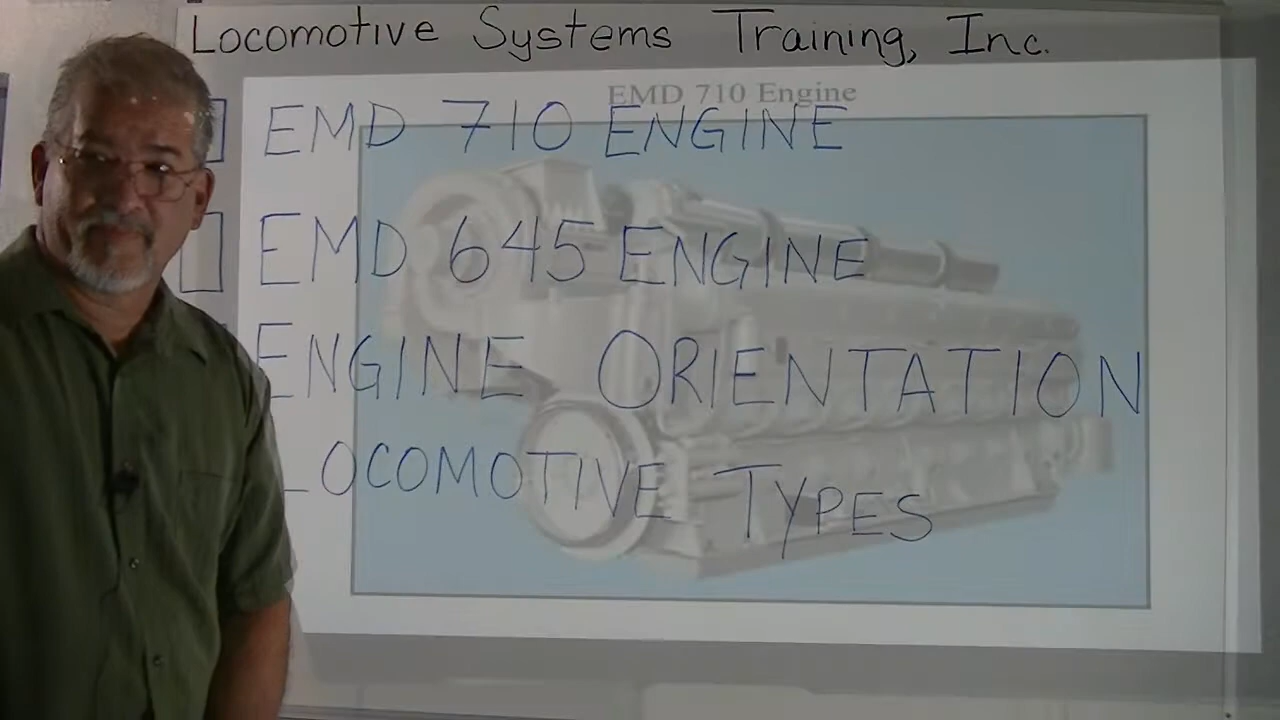 Locomotive Systems Training, Inc.
EMD 710 Engine
EMD 710 ENGINE
EMD 645 ENGINE
ENGINE ORIENTATION
LOCOMOTIVE TYPES